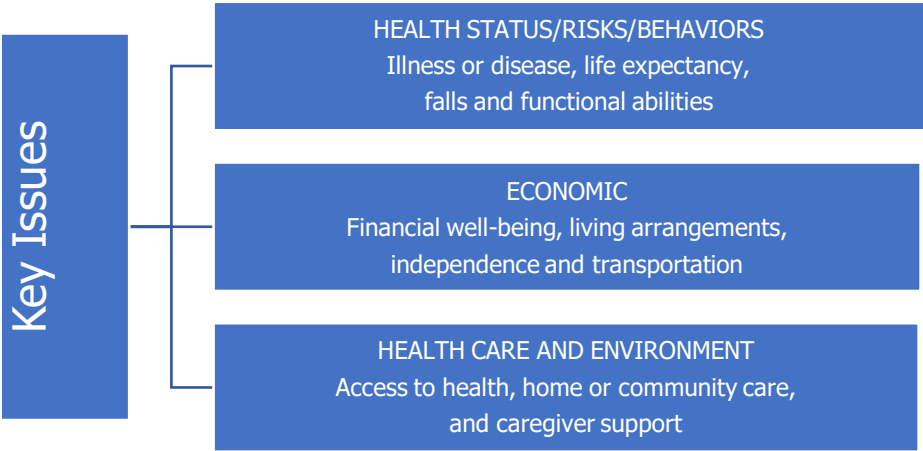 Key Issues
HEALTH STATUS/RISKS/BEHAVIORS
Illness or disease, life expectancy,
falls and functional abilities
ECONOMIC
Financial well-being, living arrangements,
independence and transportation
HEALTH CARE AND ENVIRONMENT
Access to health, home or community care,
and caregiver support